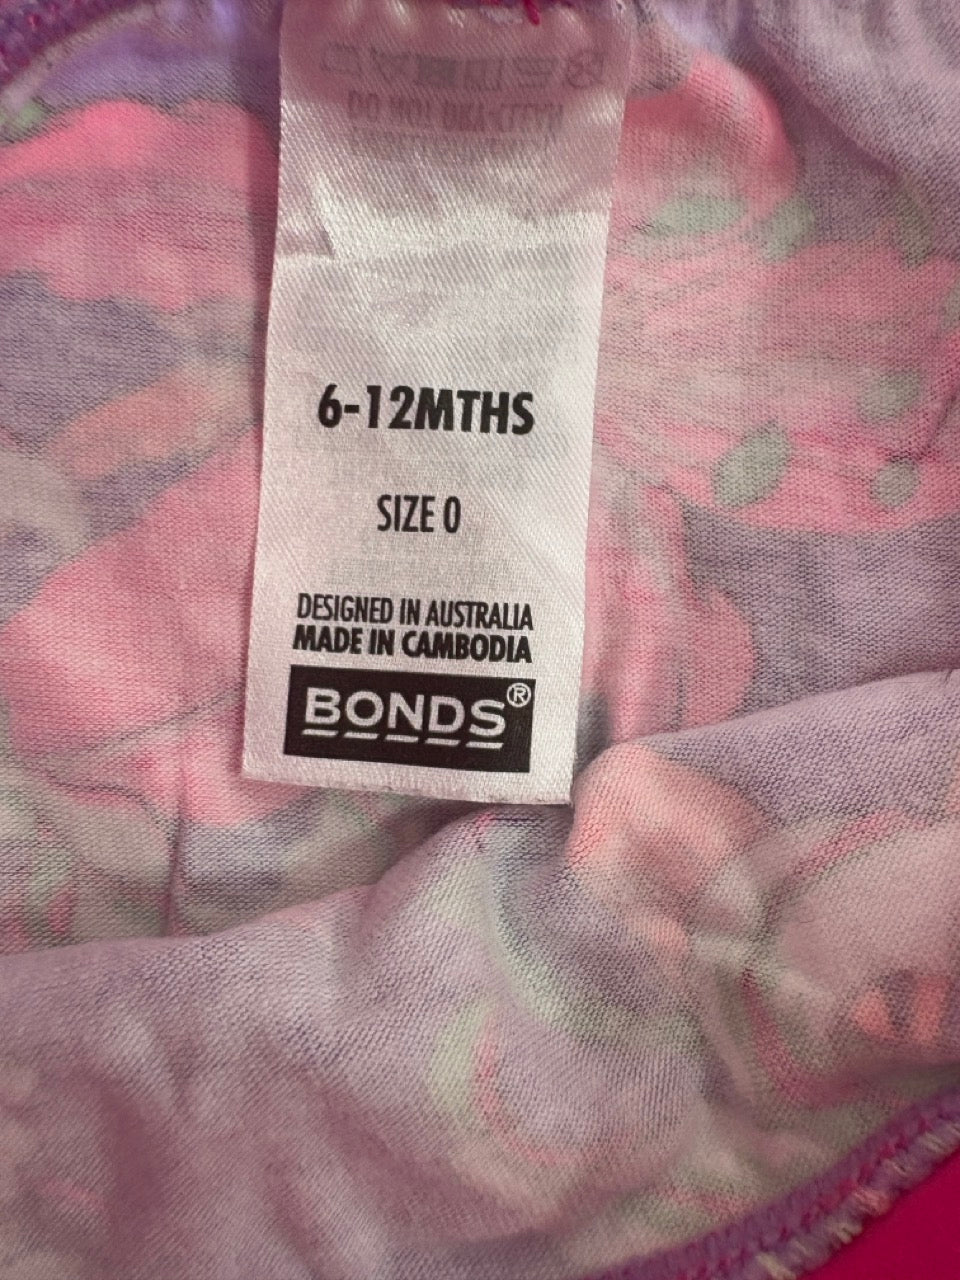 6-12MTHS
SIZE 0
DESIGNED IN AUSTRALIA
MADE IN CAMBODIA
BONDS®